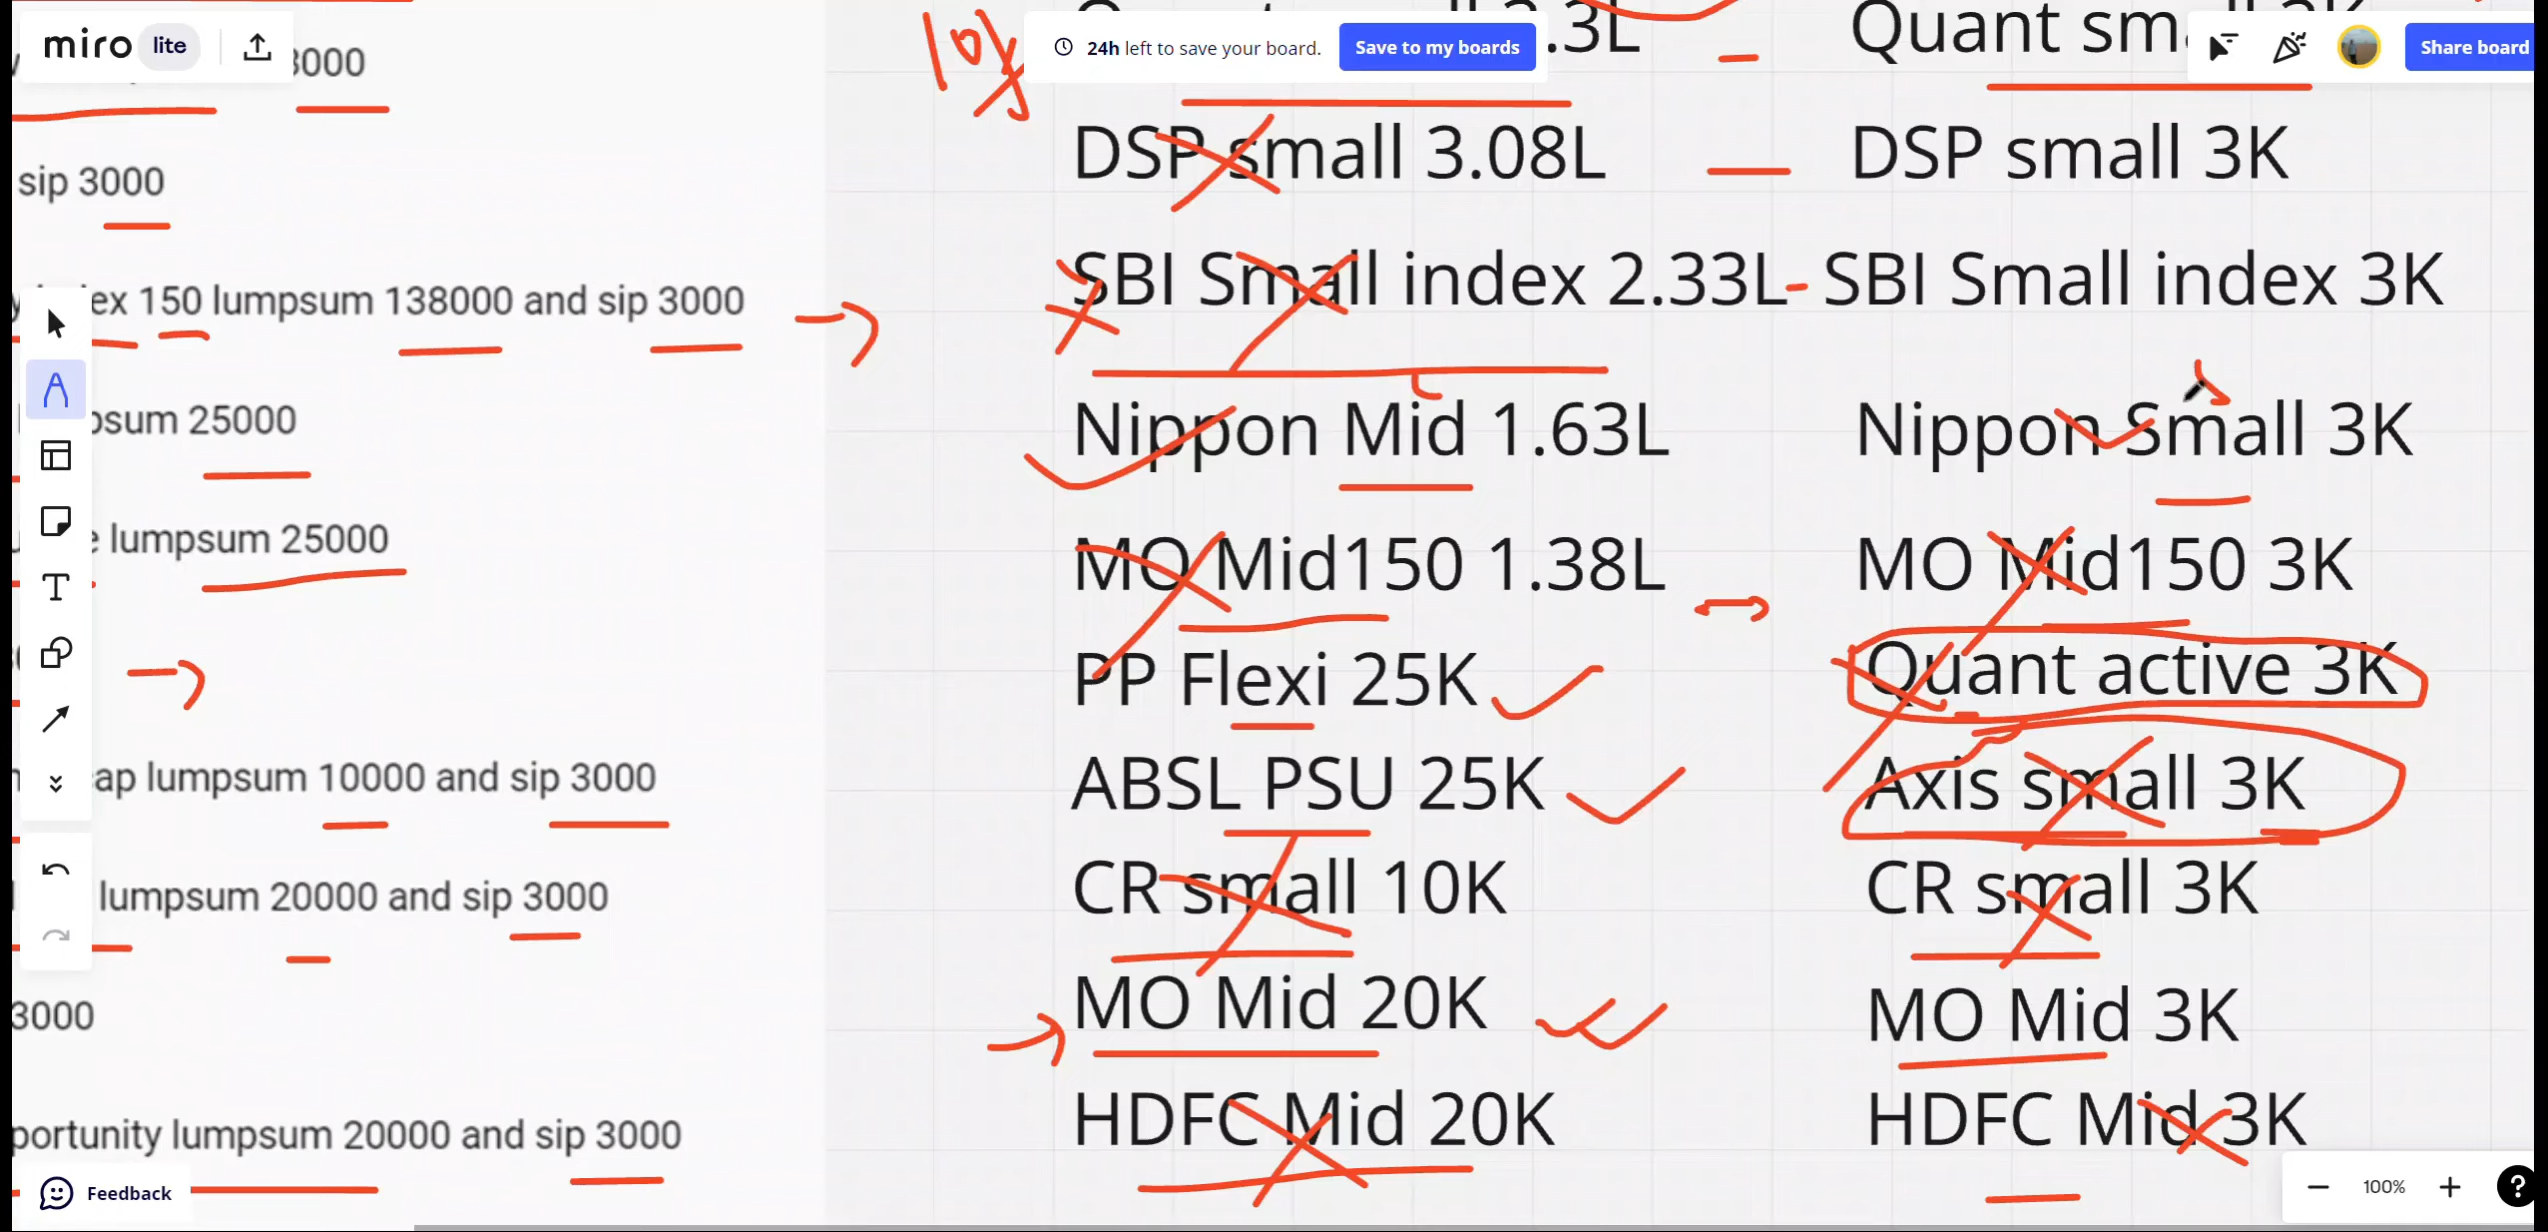 miro lite
3000
24h left to save your board.
Save to my boards
.3L
Quant sm
Share board
10x
DSP small 3.08L
DSP small 3K
sip 3000
SBI Small index 2.33L
SBI Small index 3K
ex 150 lumpsum 138000 and sip 3000
Nippon Mid 1.63L
Nippon Small 3K
psum 25000
MO Mid150 1.38L
MO Mid150 3K
lumpsum 25000
PP Flexi 25K
Quant active 3K
ABSL PSU 25K
Axis small 3K
ap lumpsum 10000 and sip 3000
CR small 10K
CR small 3K
lumpsum 20000 and sip 3000
MO Mid 20K
MO Mid 3K
3000
HDFC Mid 20K
HDFC Mid 3K
portunity lumpsum 20000 and sip 3000
Feedback
100%